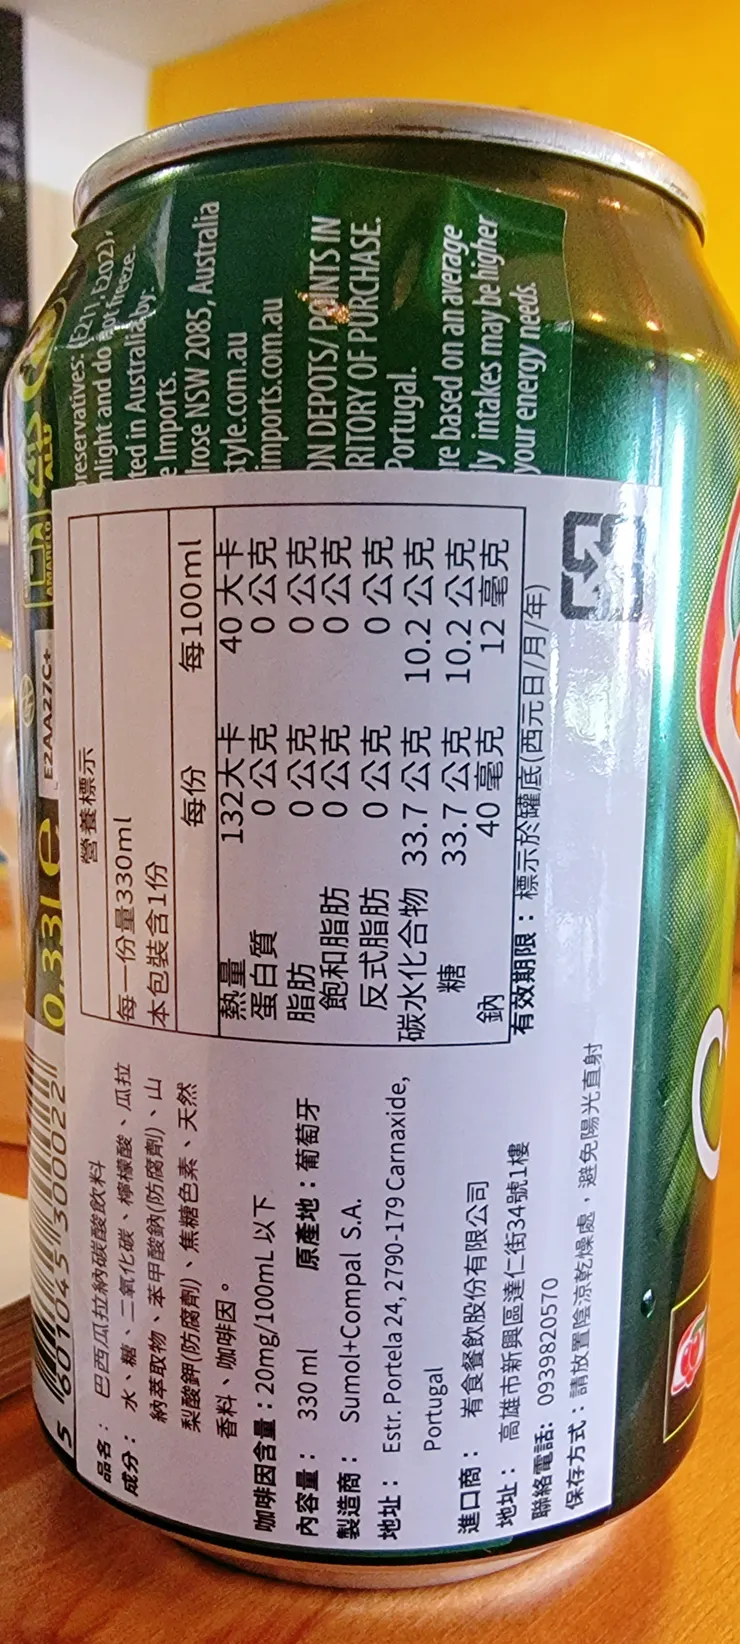 reservatives: (E211, E202),
nlight and do not freeze.
ted in Australia by:
e Imports.
lrose NSW 2085, Australia
style.com.au
imports.com.au
ON DEPOTS/ POINTS IN
RITORY OF PURCHASE.
Portugal.
re based on an average
ly intakes may be higher
your energy needs.
ALU
AMARELO
E2AA27C+
0,33l e
5 601045 300022
營養標示
每一份量330ml
本包裝含1份
每份 每100ml
熱量 132大卡 40 大卡
蛋白質 0 公克 0 公克
脂肪 0 公克 0 公克
飽和脂肪 0 公克 0 公克
反式脂肪 0 公克 0 公克
碳水化合物 33.7 公克 10.2 公克
糖 33.7 公克 10.2 公克
鈉 40 毫克 12 毫克
有效期限：標示於罐底(西元日/月/年)
品名：巴西瓜拉納碳酸飲料
成分：水、糖、二氧化碳、檸檬酸、瓜拉
納萃取物、苯甲酸鈉(防腐劑)、山
梨酸鉀(防腐劑)、焦糖色素、天然
香料、咖啡因。
咖啡因含量：20mg/100mL 以下
內容量： 330 ml 原產地：葡萄牙
製造商： Sumol+Compal S.A.
地址： Estr. Portela 24, 2790-179 Carnaxide,
Portugal
進口商： 宥食餐飲股份有限公司
地址： 高雄市新興區達仁街34號1樓
聯絡電話: 0939820570
保存方式：請放置陰涼乾燥處，避免陽光直射